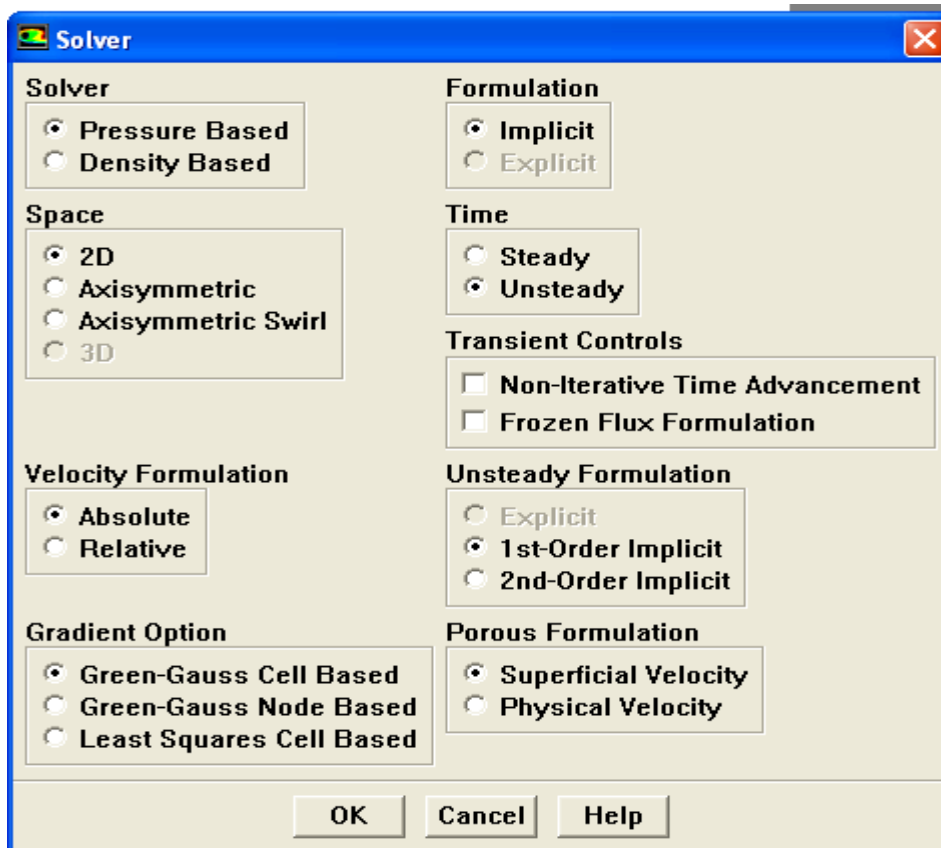 Solver
Solver
Pressure Based
Density Based
Formulation
Implicit
Explicit
Space
2D
Axisymmetric
Axisymmetric Swirl
3D
Time
Steady
Unsteady
Transient Controls
Non-Iterative Time Advancement
Frozen Flux Formulation
Velocity Formulation
Absolute
Relative
Unsteady Formulation
Explicit
1st-Order Implicit
2nd-Order Implicit
Gradient Option
Green-Gauss Cell Based
Green-Gauss Node Based
Least Squares Cell Based
Porous Formulation
Superficial Velocity
Physical Velocity
OK
Cancel
Help